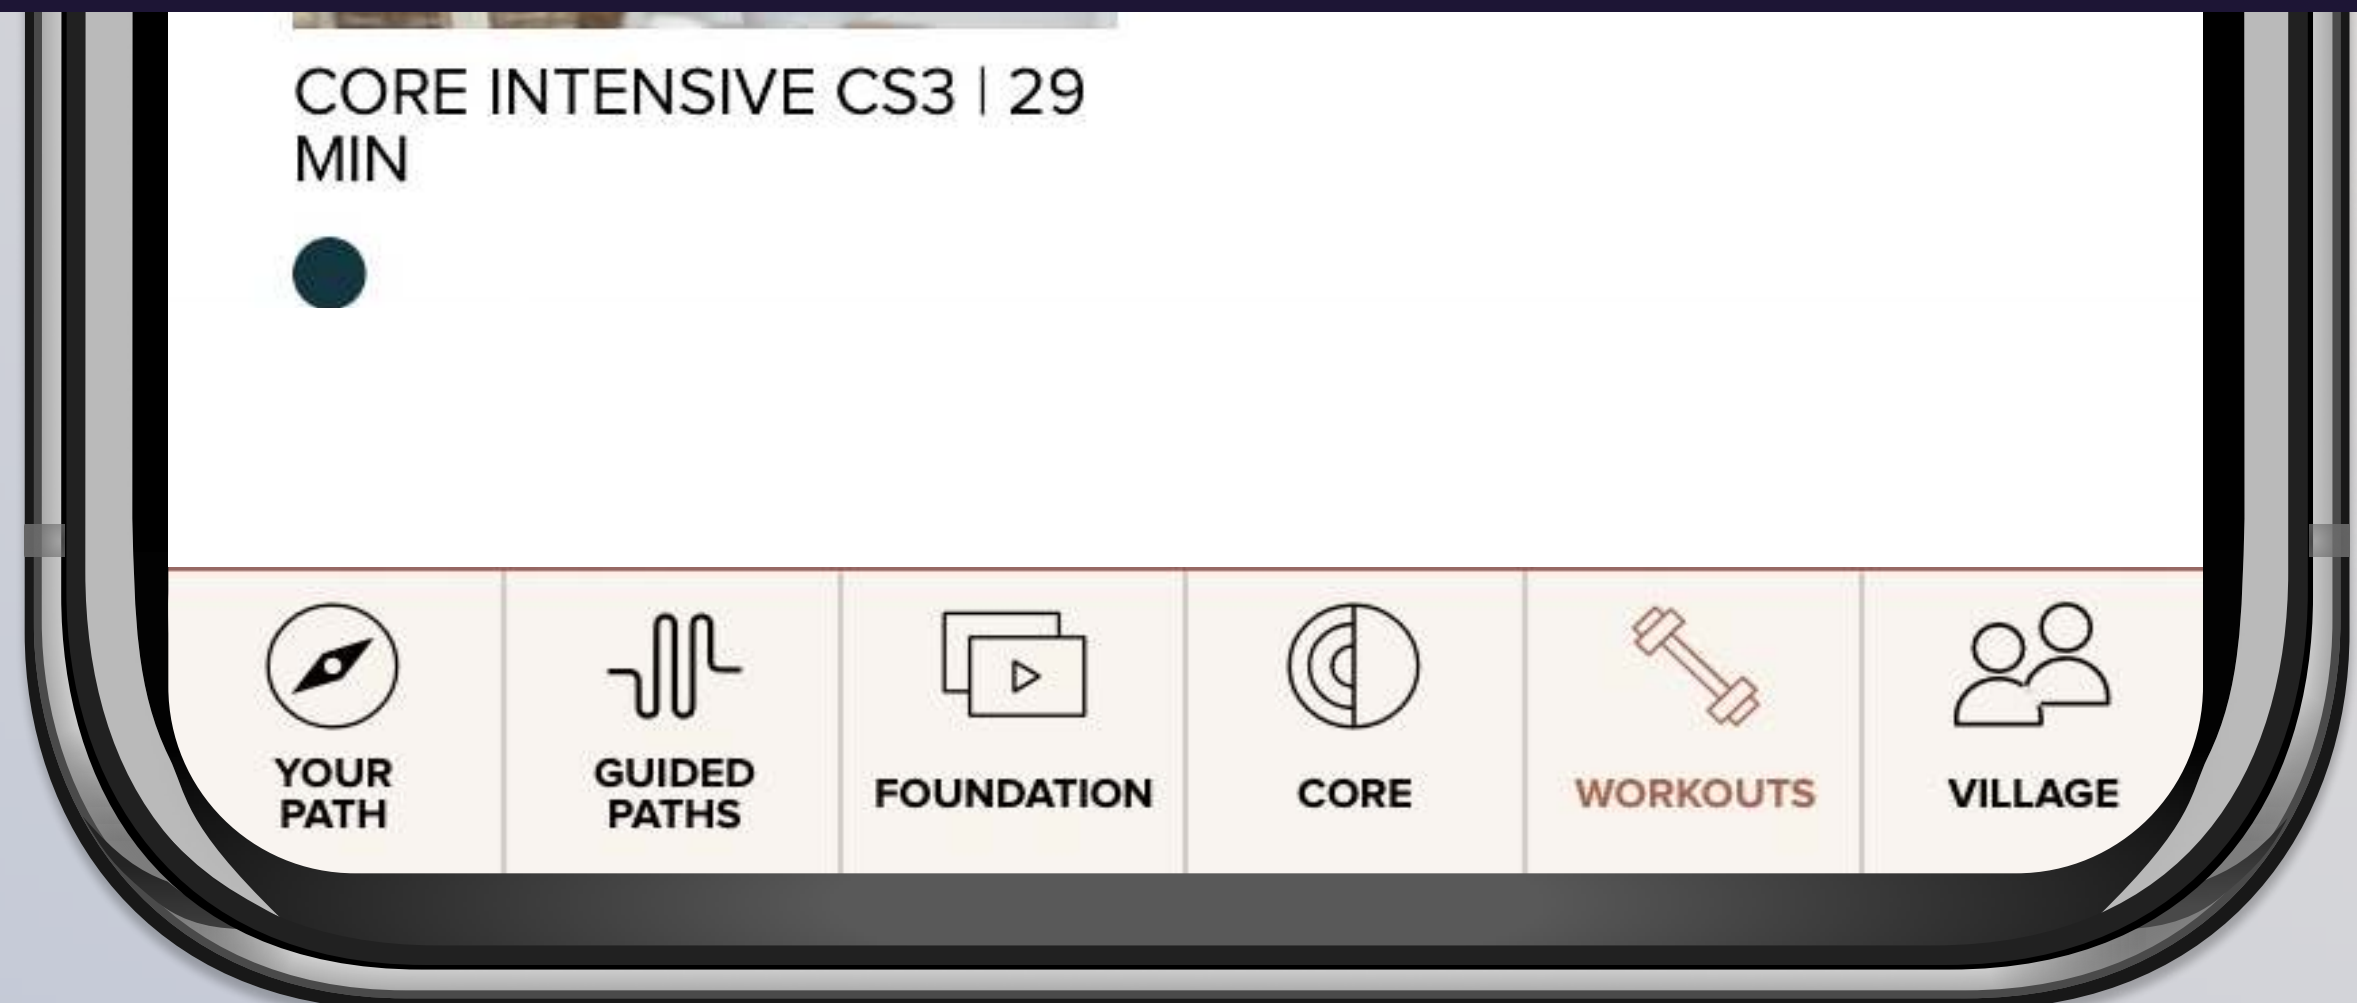 CORE INTENSIVE CS3 | 29
MIN
YOUR
PATH
GUIDED
PATHS
FOUNDATION
CORE
WORKOUTS
VILLAGE